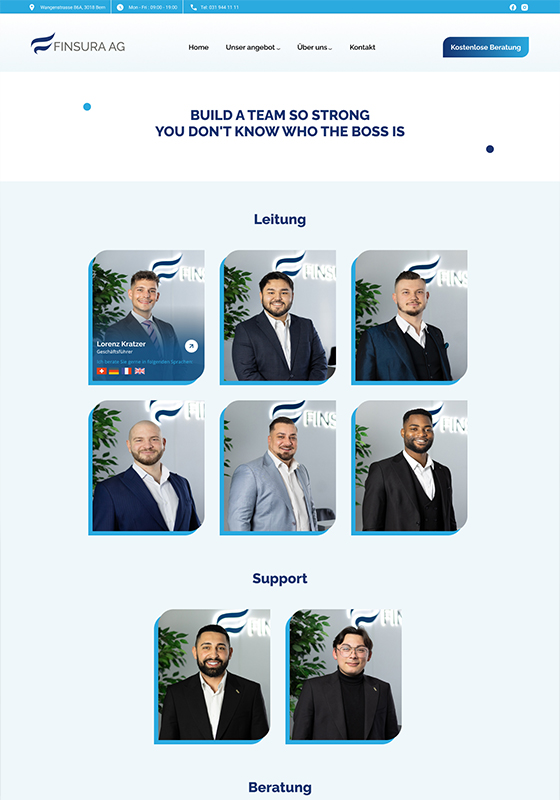 Wangenstrasse 86A, 3018 Bern
Mon - Fri : 09:00 - 19:00
Tel: 031 944 11 11
FINSURA AG
Home
Unser angebot
Über uns
Kontakt
Kostenlose Beratung
BUILD A TEAM SO STRONG
YOU DON'T KNOW WHO THE BOSS IS
Leitung
Lorenz Kratzer
Geschäftsführer
Ich berate Sie gerne in folgenden Sprachen:
Support
Beratung